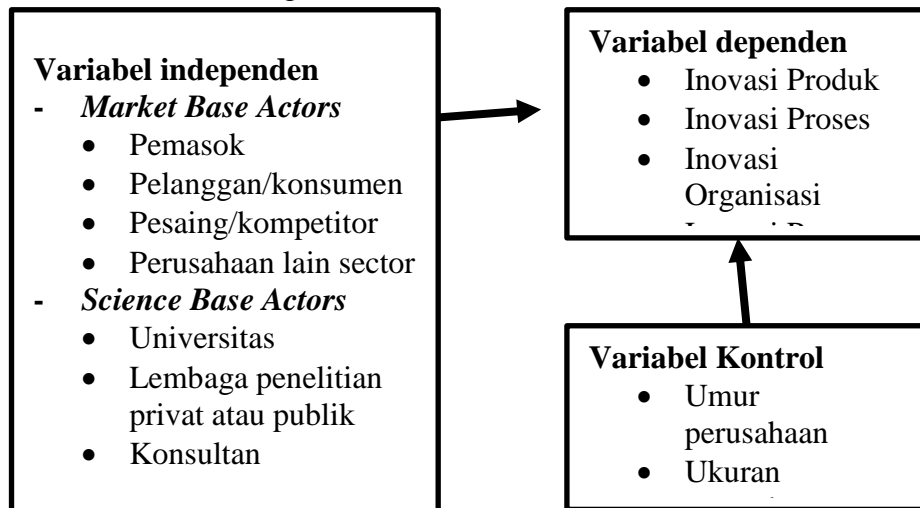 Variabel independen
- Market Base Actors
• Pemasok
• Pelanggan/konsumen
• Pesaing/kompetitor
• Perusahaan lain sector
- Science Base Actors
• Universitas
• Lembaga penelitian
privat atau publik
• Konsultan
Variabel dependen
• Inovasi Produk
• Inovasi Proses
• Inovasi
Organisasi
Variabel Kontrol
• Umur
perusahaan
• Ukuran